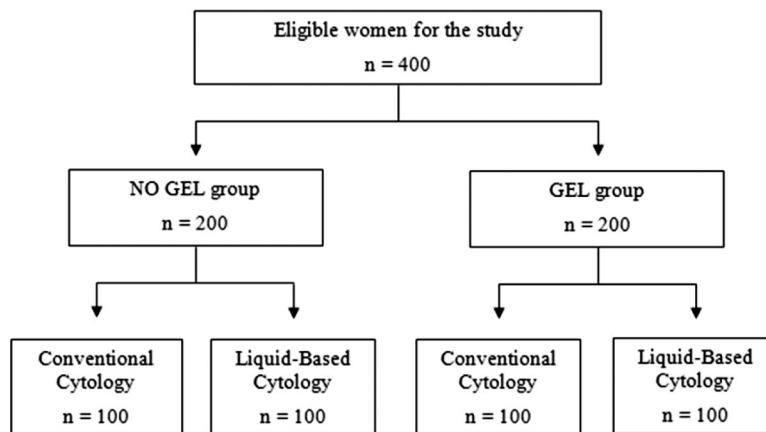 Eligible women for the study
n = 400
NO GEL group
n = 200
GEL group
n = 200
Conventional
Cytology
n = 100
Liquid-Based
Cytology
n = 100
Conventional
Cytology
n = 100
Liquid-Based
Cytology
n = 100